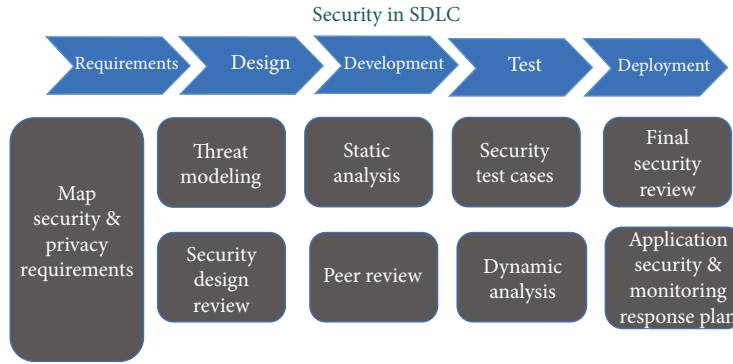 Security in SDLC
Requirements
Design
Development
Test
Deployment
Map
security &
privacy
requirements
Threat
modeling
Static
analysis
Security
test cases
Final
security
review
Security
design
review
Peer review
Dynamic
analysis
Application
security &
monitoring
response plan